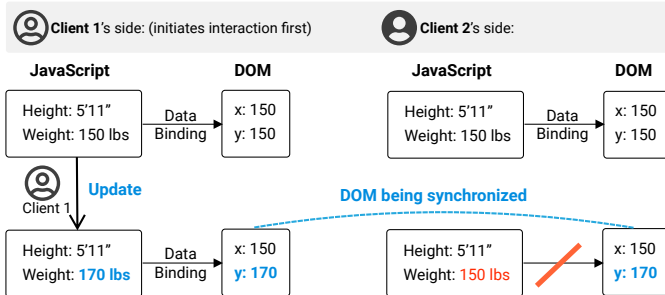 Client 1's side: (initiates interaction first)
Client 2's side:
JavaScript
DOM
JavaScript
DOM
Height: 5’11”
Weight: 150 lbs
Data
Binding
x: 150
y: 150
Height: 5’11”
Weight: 150 lbs
Data
Binding
x: 150
y: 150
Client 1
Update
DOM being synchronized
Height: 5’11”
Weight: 170 lbs
Data
Binding
x: 150
y: 170
Height: 5’11”
Weight: 150 lbs
x: 150
y: 170